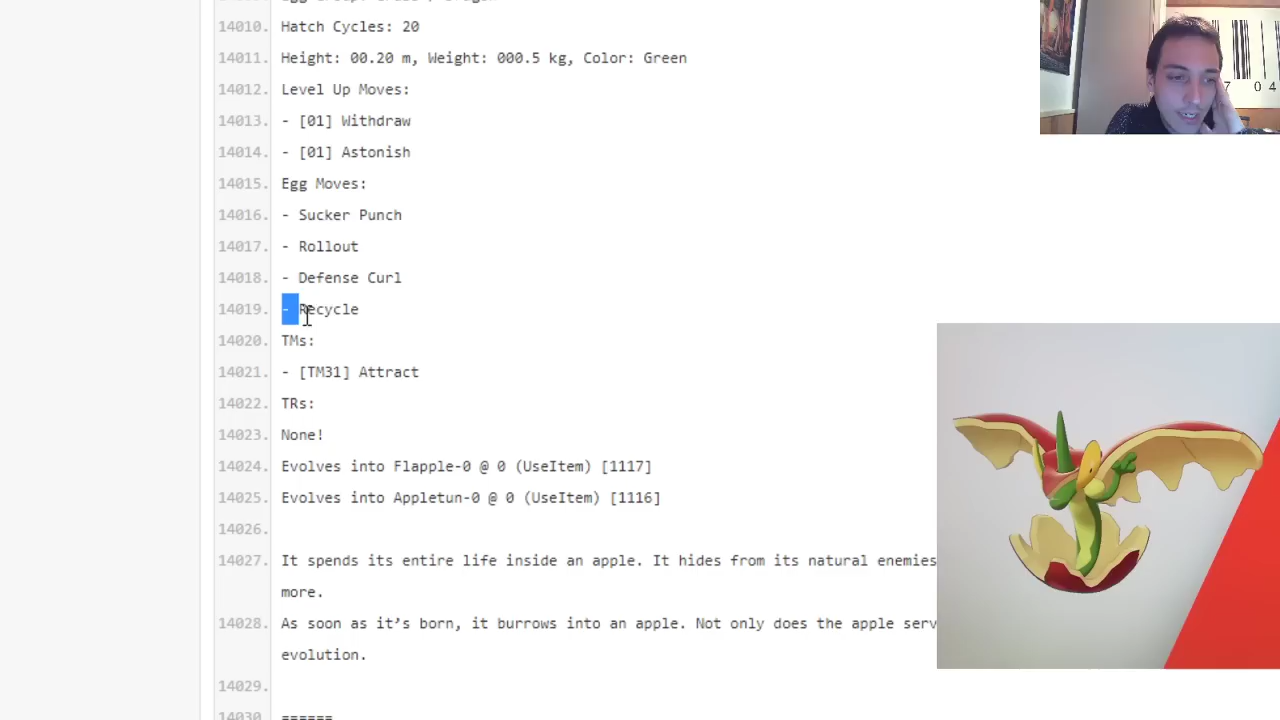 14010. Hatch Cycles: 20
14011. Height: 00.20 m, Weight: 000.5 kg, Color: Green
14012. Level Up Moves:
14013. - [01] Withdraw
14014. - [01] Astonish
14015. Egg Moves:
14016. - Sucker Punch
14017. - Rollout
14018. - Defense Curl
14019. - Recycle
14020. TMs:
14021. - [TM31] Attract
14022. TRs:
14023. None!
14024. Evolves into Flapple-0 @ 0 (UseItem) [1117]
14025. Evolves into Appletun-0 @ 0 (UseItem) [1116]
14026.
14027. It spends its entire life inside an apple. It hides from its natural enemies
more.
14028. As soon as it’s born, it burrows into an apple. Not only does the apple serv
evolution.
14029.
14030. ======
7 04